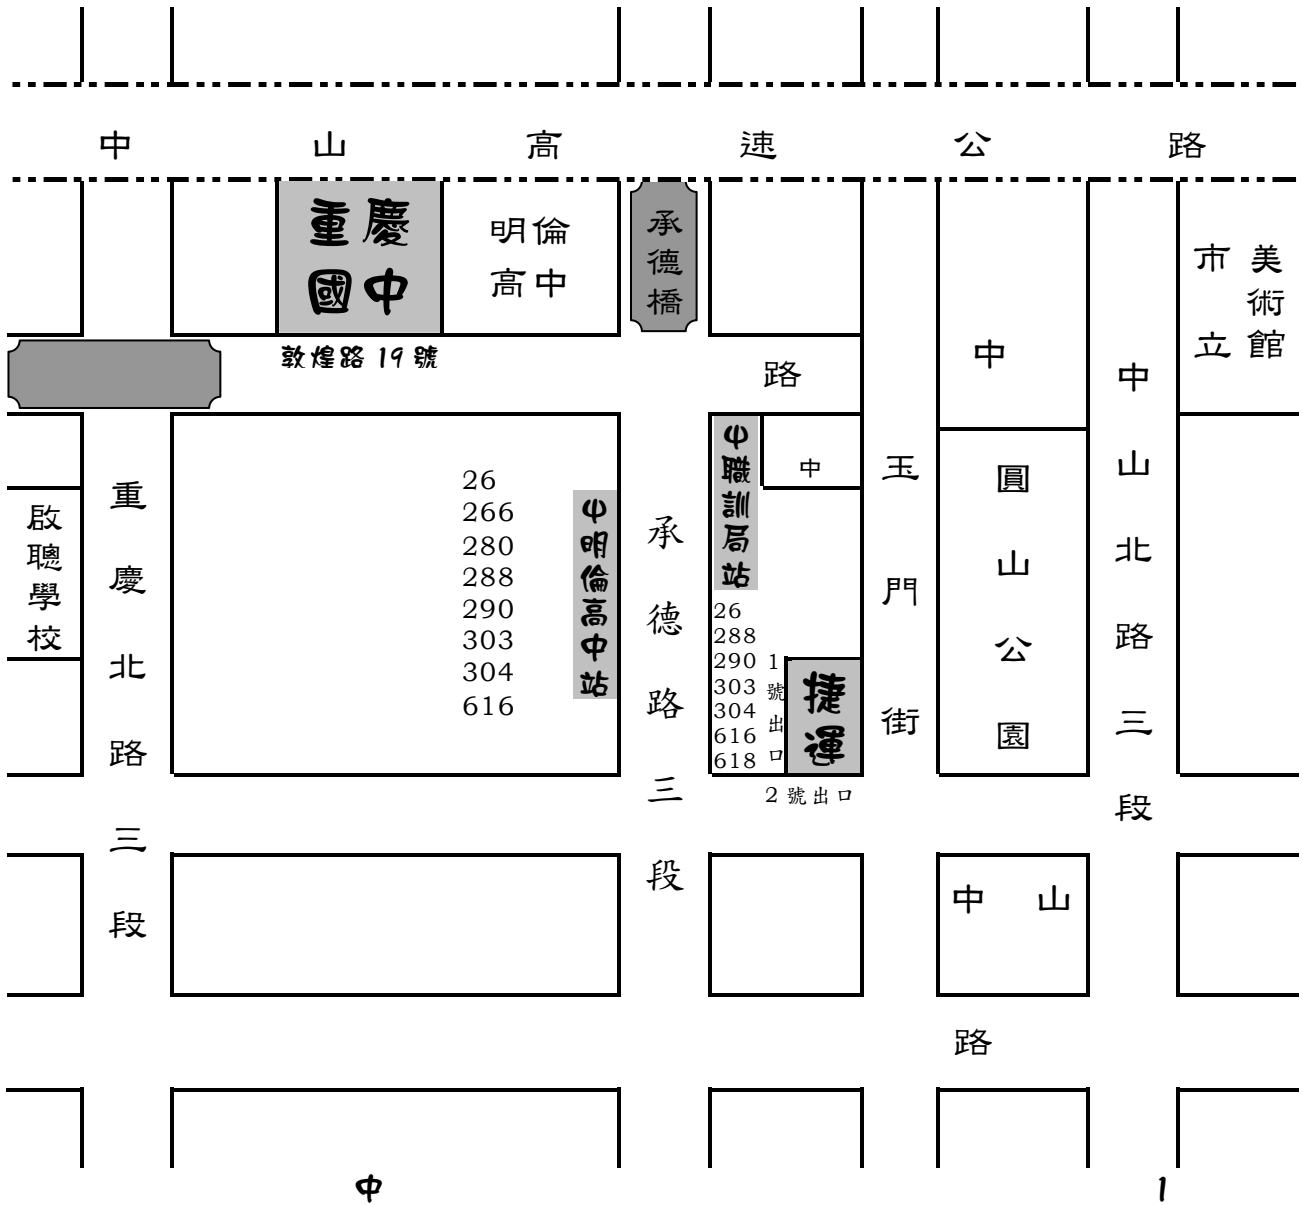 中山高速公路
重慶
國中
明倫
高中
承德橋
市立
美術館
敦煌路 19 號
路
中
中山北路三段
中職訓局站
中
玉門街
圓山公園
重慶北路三段
啟聰學校
26
266
280
288
290
303
304
616
中明倫高中站
承德路三段
26
288
290
303
304
616
618
1號出口
捷運
2 號出口
中 山
路
中
1